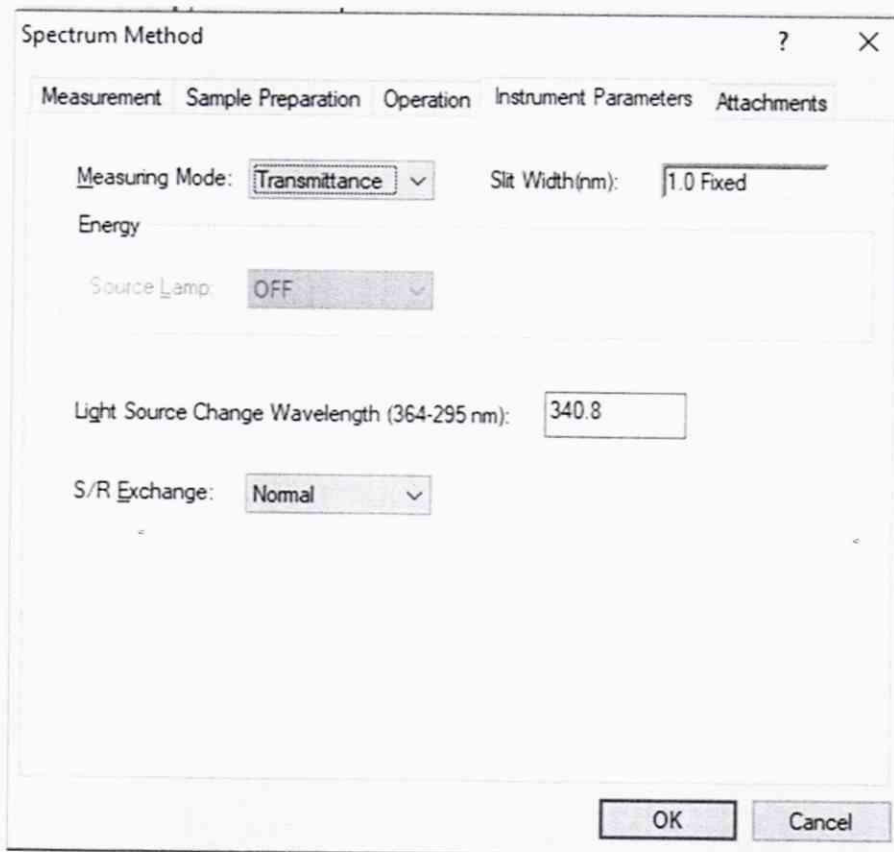 Spectrum Method ?
Measurement Sample Preparation Operation Instrument Parameters Attachments
Measuring Mode: Transmittance Slit Width(nm): 1.0 Fixed
Energy
Source Lamp: OFF
Light Source Change Wavelength (364-295 nm): 340.8
S/R Exchange: Normal
OK Cancel